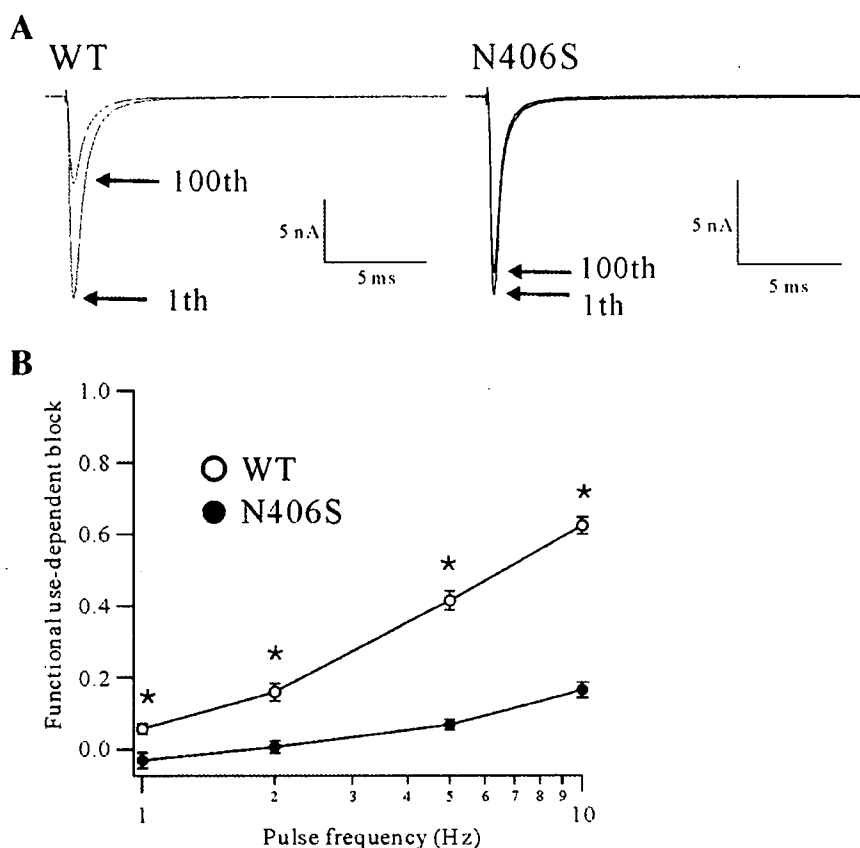 A
WT
N406S
100th
1th
5 nA
5 ms
100th
1th
5 nA
5 ms
B
Functional use-dependent block
1.0
0.8
0.6
0.4
0.2
0.0
WT
N406S
1
2
3
4
5
6
7
8
9
10
Pulse frequency (Hz)